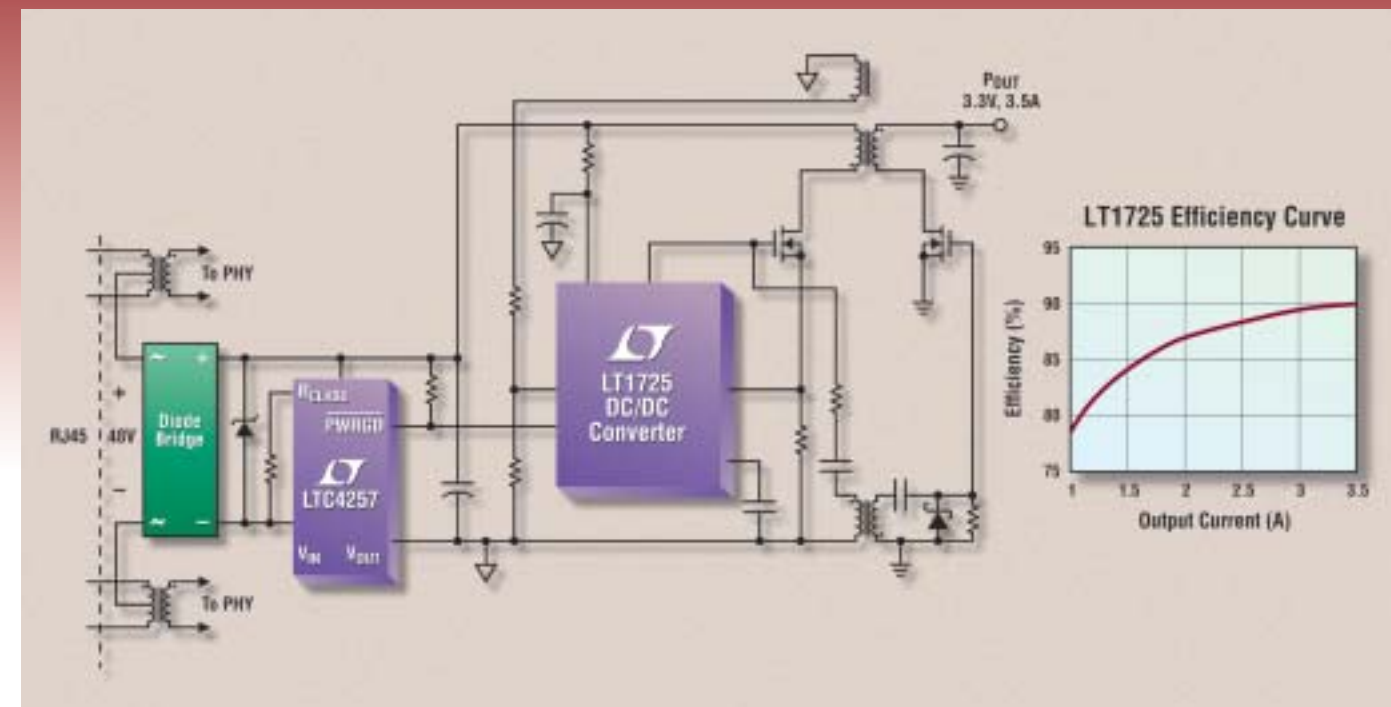 POUT
3.3V, 3.5A
To PHY
~ +
Diode
Bridge
~ −
RJ45
+
48V
−
RCLASS
PWRGD
LTC4257
VIN VOUT
To PHY
LT1725
DC/DC
Converter
LT1725 Efficiency Curve
Efficiency (%)
95
90
85
80
75
1 1.5 2 2.5 3 3.5
Output Current (A)